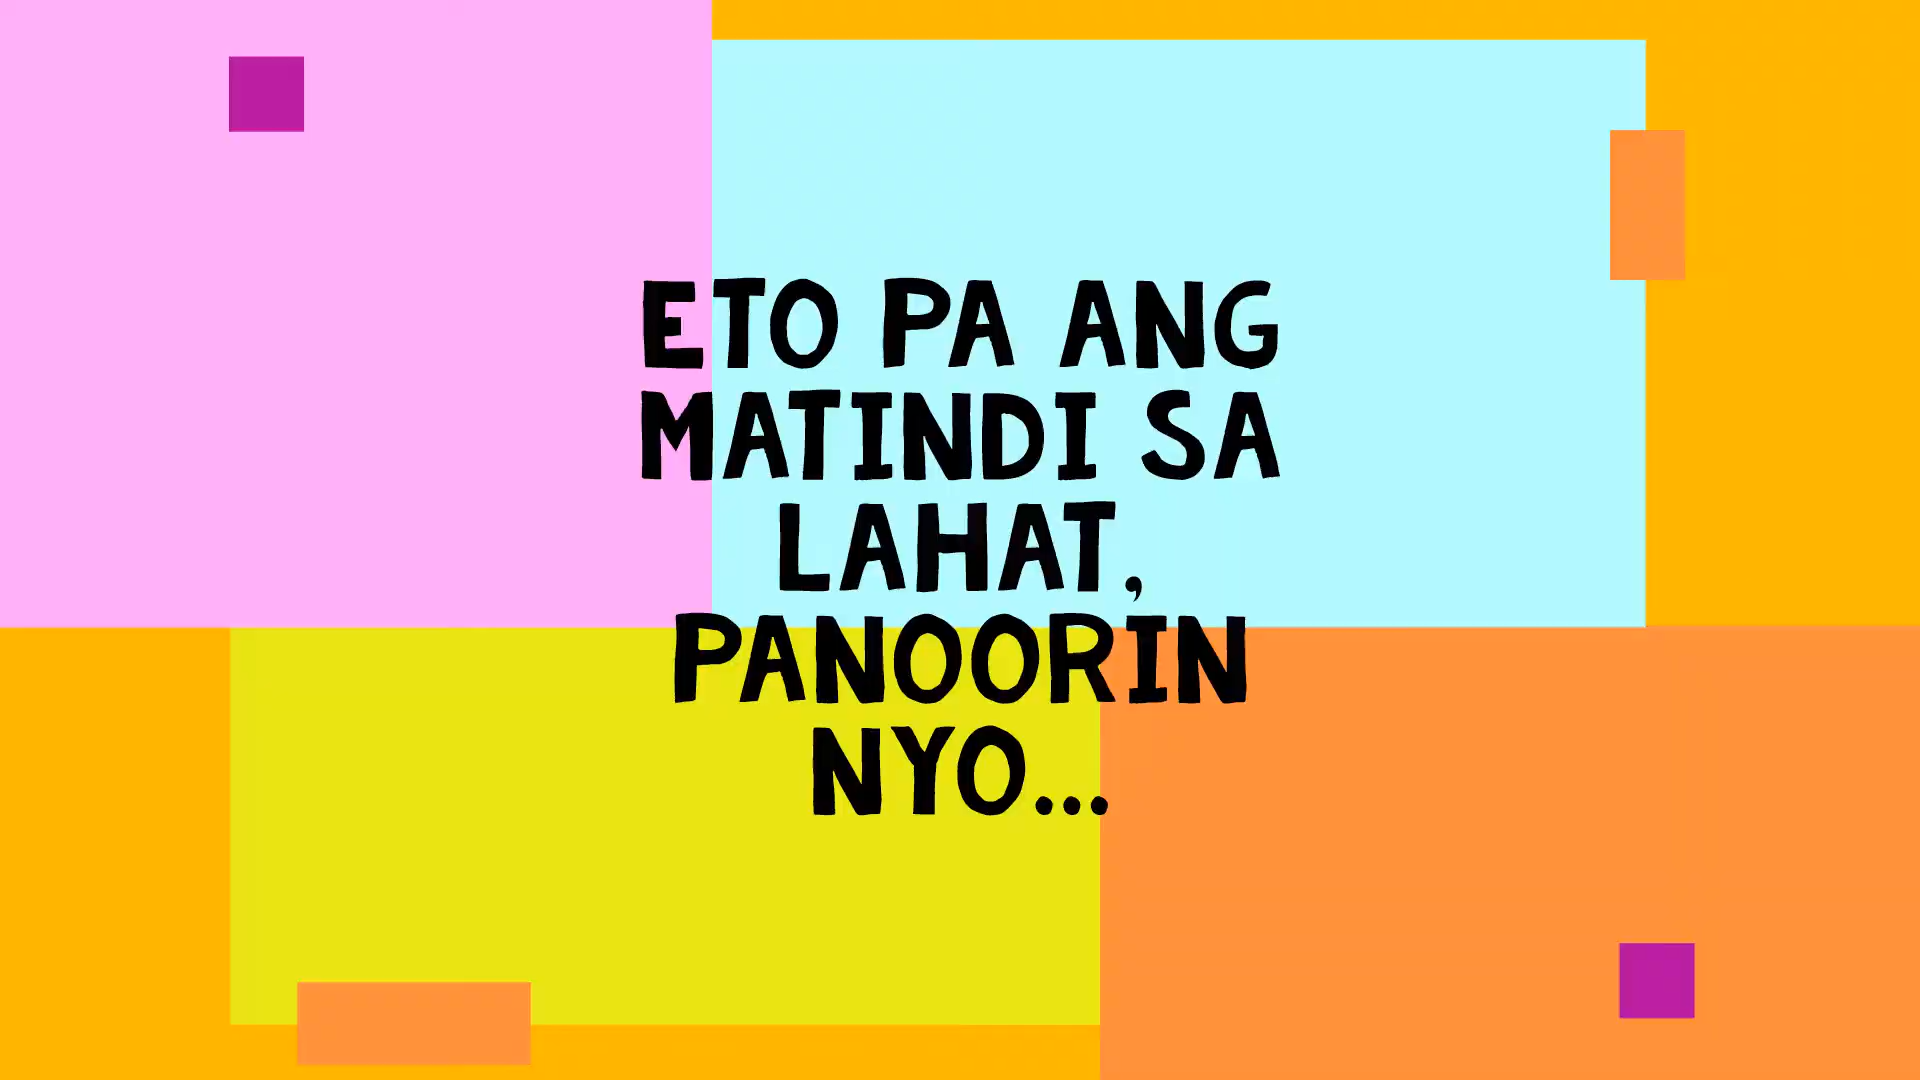 ETO PA ANG
MATINDI SA
LAHAT,
PANOORIN
NYO...